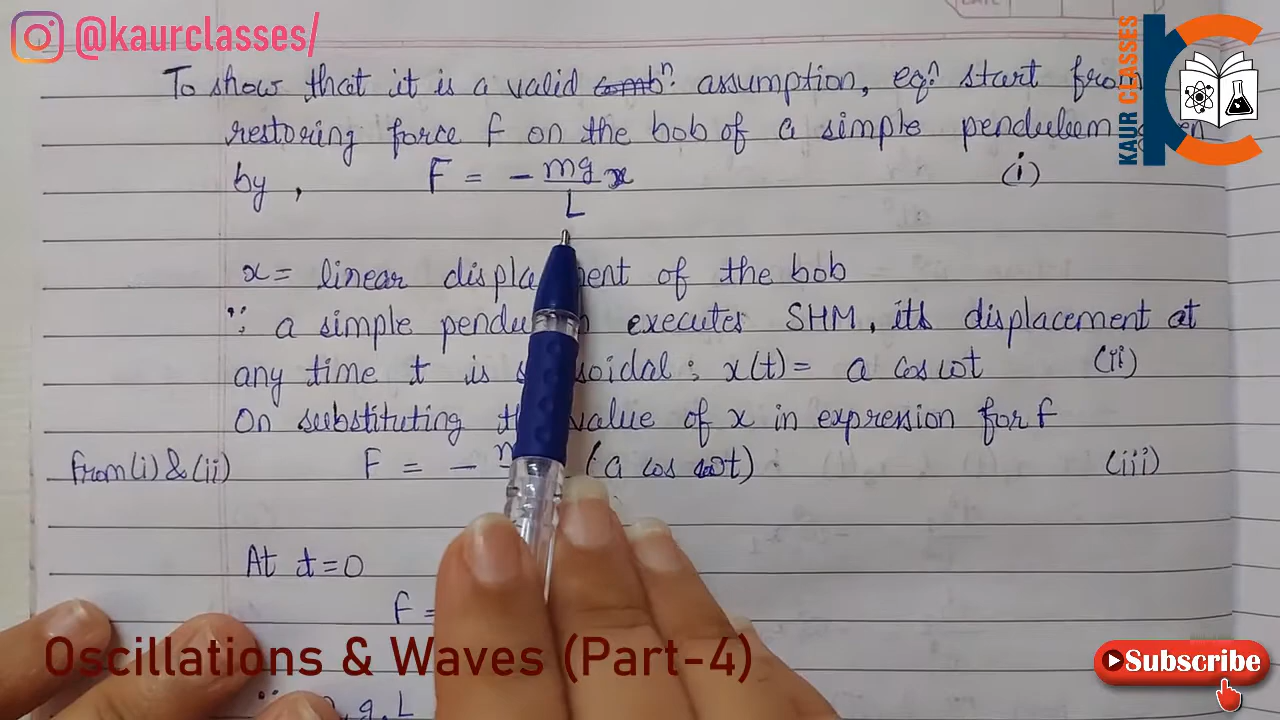 @kaurclasses/
KAUR CLASSES
To show that it is a valid assumption, eqⁿ start from
restoring force F on the bob of a simple pendulum
by, F = - mg/L x (i)
x = linear displa ent of the bob
∵ a simple pendu executes SHM, its displacement at
any time t is s soidal : x(t) = a cos ωt (ii)
On substituting th value of x in expression for F
from (i) & (ii) F = - (a cos ωt) (iii)
At t = 0
F =
Oscillations & Waves (Part-4)
Subscribe
g, L